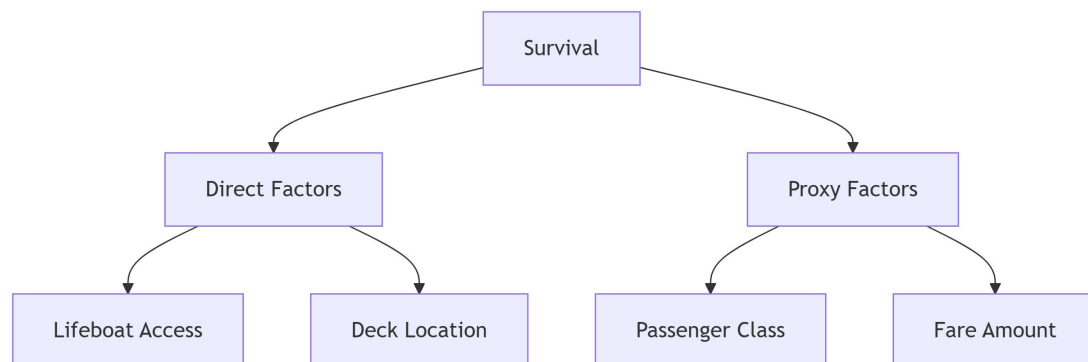 Survival
Direct Factors
Proxy Factors
Lifeboat Access
Deck Location
Passenger Class
Fare Amount